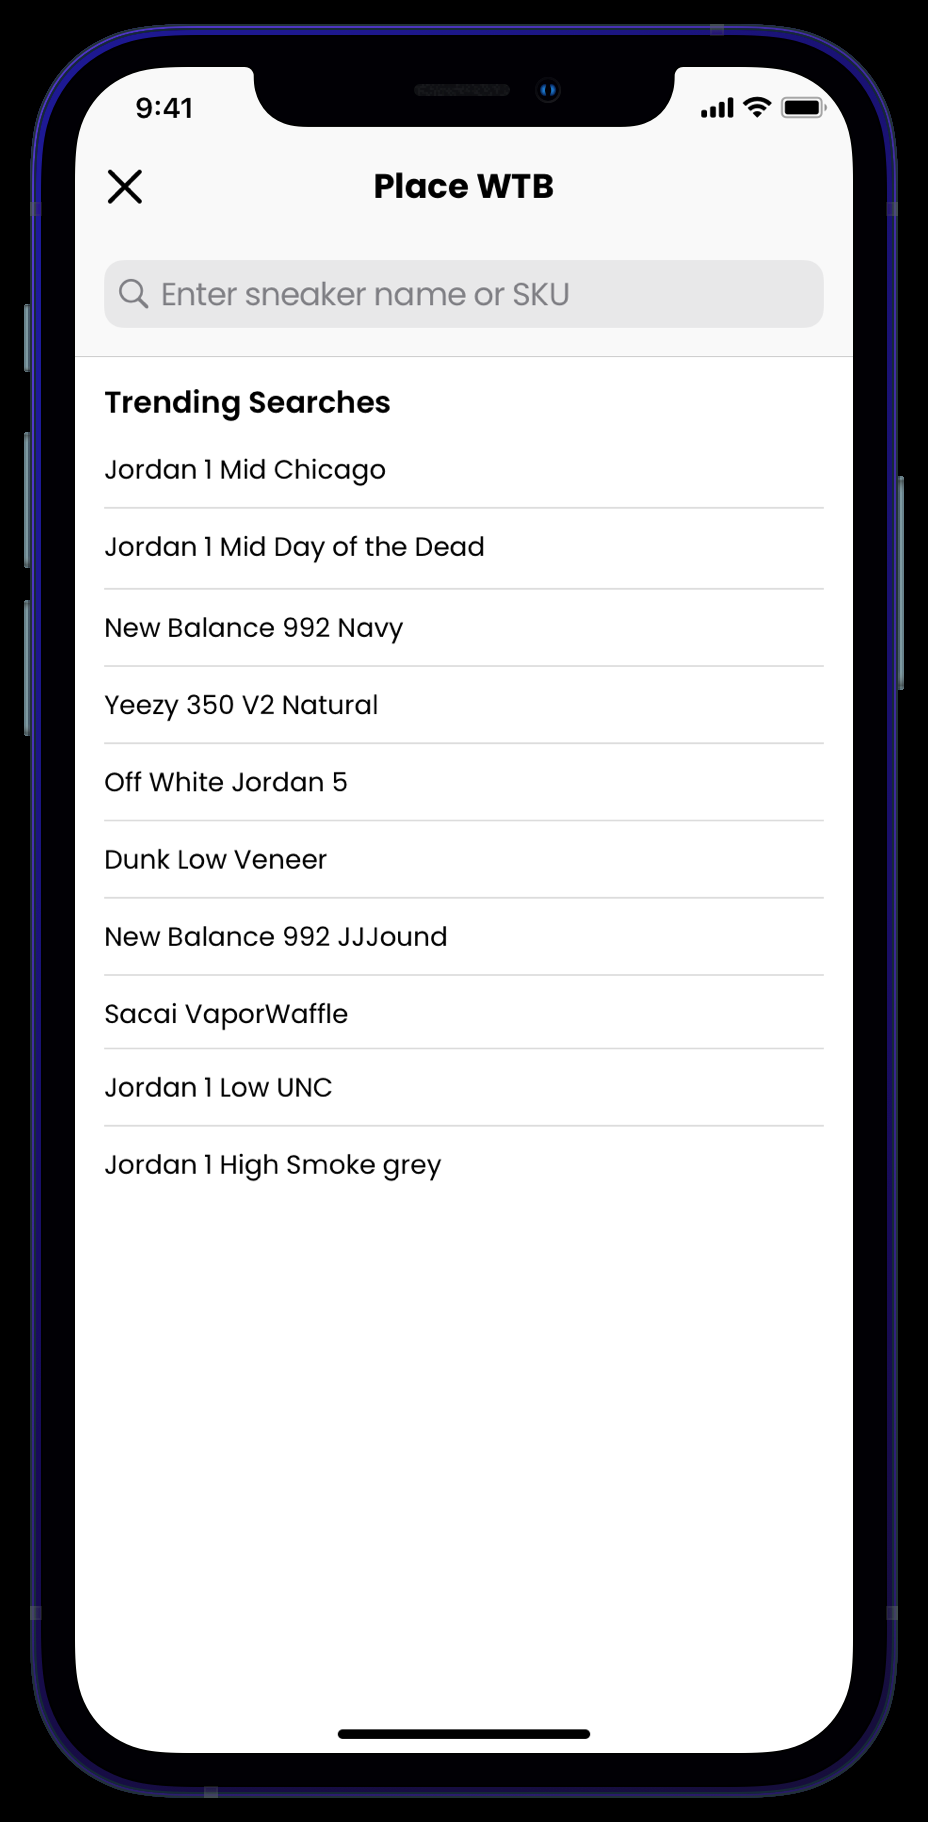 9:41
Place WTB
Enter sneaker name or SKU
Trending Searches
Jordan 1 Mid Chicago
Jordan 1 Mid Day of the Dead
New Balance 992 Navy
Yeezy 350 V2 Natural
Off White Jordan 5
Dunk Low Veneer
New Balance 992 JJJound
Sacai VaporWaffle
Jordan 1 Low UNC
Jordan 1 High Smoke grey